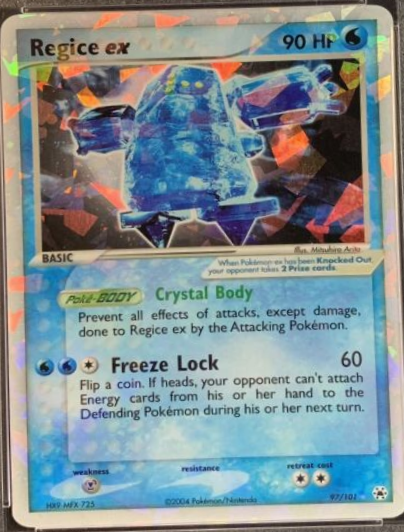 Regice ex
90 HP
Illus. Mitsuhiro Arita
BASIC
When Pokémon-ex has been Knocked Out,
your opponent takes 2 Prize cards.
Poké-BODY Crystal Body
Prevent all effects of attacks, except damage,
done to Regice ex by the Attacking Pokémon.
Freeze Lock 60
Flip a coin. If heads, your opponent can't attach
Energy cards from his or her hand to the
Defending Pokémon during his or her next turn.
weakness resistance retreat cost
©2004 Pokémon/Nintendo
97/101